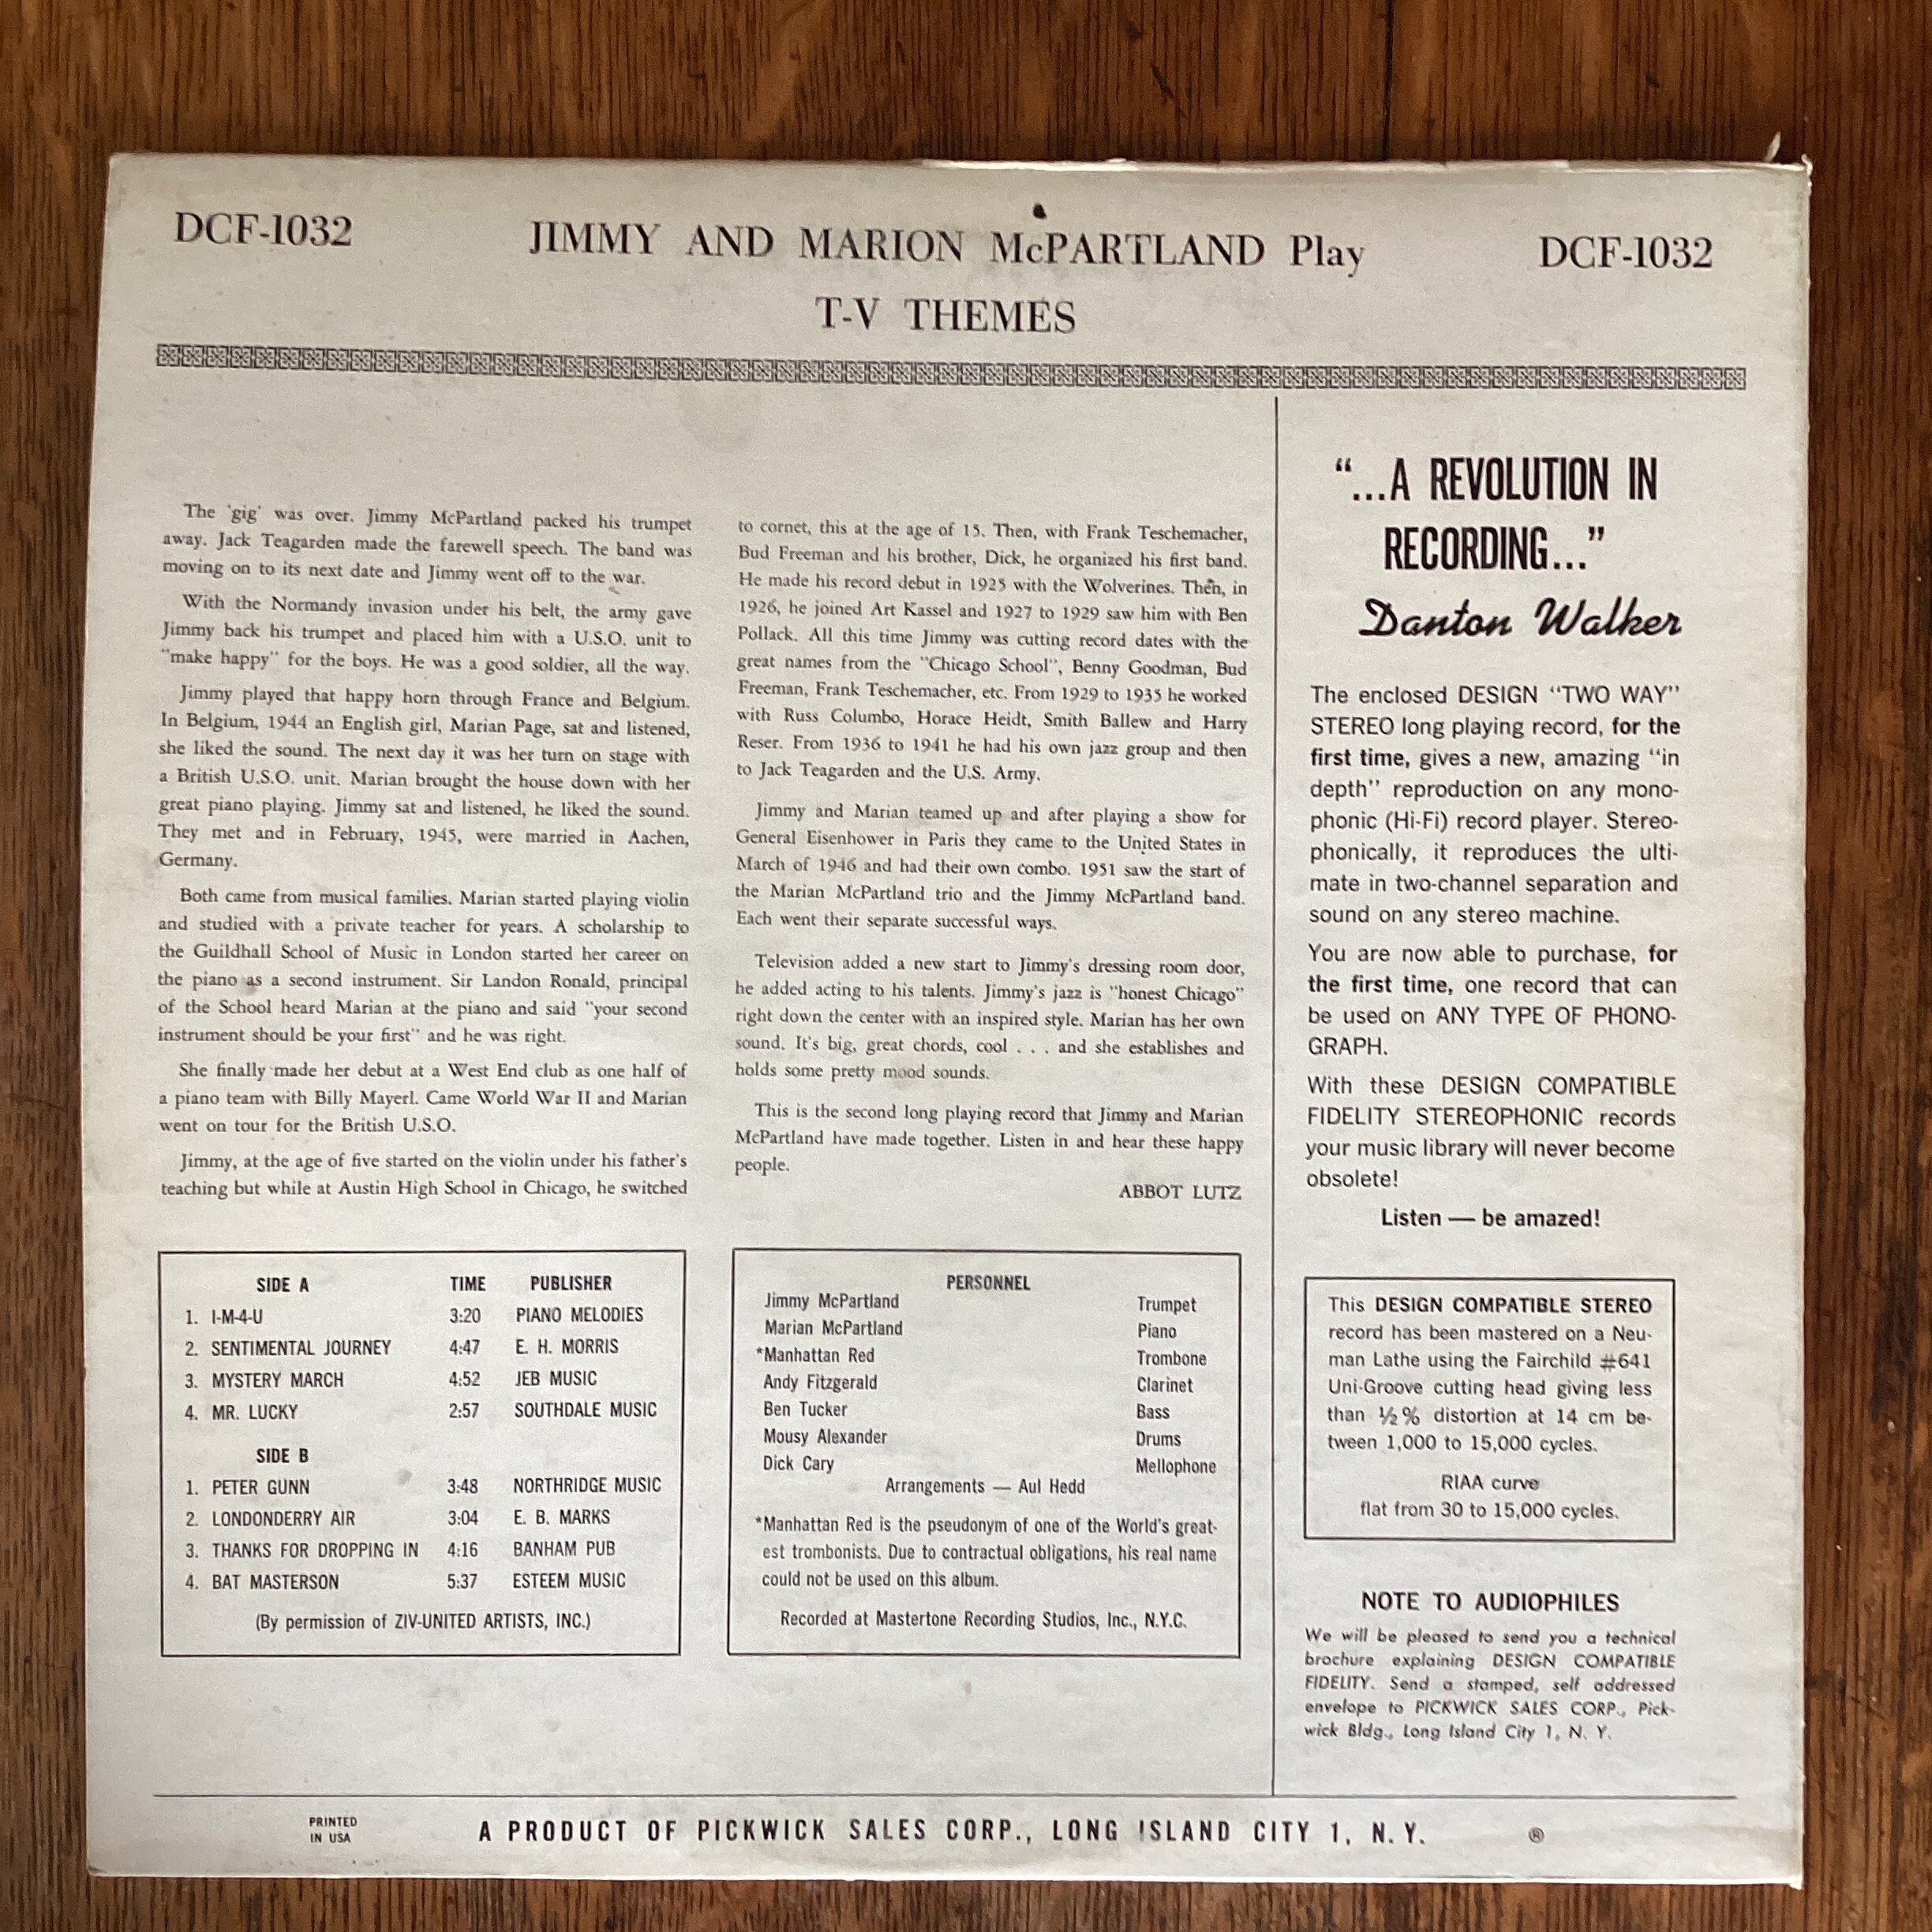 DCF-1032
JIMMY AND MARION McPARTLAND Play
DCF-1032
T-V THEMES
The 'gig' was over. Jimmy McPartland packed his trumpet
away. Jack Teagarden made the farewell speech. The band was
moving on to its next date and Jimmy went off to the war.
With the Normandy invasion under his belt, the army gave
Jimmy back his trumpet and placed him with a U.S.O. unit to
"make happy" for the boys. He was a good soldier, all the way.
Jimmy played that happy horn through France and Belgium.
In Belgium, 1944 an English girl, Marian Page, sat and listened,
she liked the sound. The next day it was her turn on stage with
a British U.S.O. unit. Marian brought the house down with her
great piano playing. Jimmy sat and listened, he liked the sound.
They met and in February, 1945, were married in Aachen,
Germany.
Both came from musical families. Marian started playing violin
and studied with a private teacher for years. A scholarship to
the Guildhall School of Music in London started her career on
the piano as a second instrument. Sir Landon Ronald, principal
of the School heard Marian at the piano and said "your second
instrument should be your first" and he was right.
She finally made her debut at a West End club as one half of
a piano team with Billy Mayerl. Came World War II and Marian
went on tour for the British U.S.O.
Jimmy, at the age of five started on the violin under his father's
teaching but while at Austin High School in Chicago, he switched
to cornet, this at the age of 15. Then, with Frank Teschemacher,
Bud Freeman and his brother, Dick, he organized his first band.
He made his record debut in 1925 with the Wolverines. Then, in
1926, he joined Art Kassel and 1927 to 1929 saw him with Ben
Pollack. All this time Jimmy was cutting record dates with the
great names from the "Chicago School", Benny Goodman, Bud
Freeman, Frank Teschemacher, etc. From 1929 to 1935 he worked
with Russ Columbo, Horace Heidt, Smith Ballew and Harry
Reser. From 1936 to 1941 he had his own jazz group and then
to Jack Teagarden and the U.S. Army.
Jimmy and Marian teamed up and after playing a show for
General Eisenhower in Paris they came to the United States in
March of 1946 and had their own combo. 1951 saw the start of
the Marian McPartland trio and the Jimmy McPartland band.
Each went their separate successful ways.
Television added a new start to Jimmy's dressing room door,
he added acting to his talents. Jimmy's jazz is "honest Chicago"
right down the center with an inspired style. Marian has her own
sound. It's big, great chords, cool . . . and she establishes and
holds some pretty mood sounds.
This is the second long playing record that Jimmy and Marian
McPartland have made together. Listen in and hear these happy
people.
ABBOT LUTZ
SIDE A TIME PUBLISHER
1. I-M-4-U 3:20 PIANO MELODIES
2. SENTIMENTAL JOURNEY 4:47 E. H. MORRIS
3. MYSTERY MARCH 4:52 JEB MUSIC
4. MR. LUCKY 2:57 SOUTHDALE MUSIC
SIDE B
1. PETER GUNN 3:48 NORTHRIDGE MUSIC
2. LONDONDERRY AIR 3:04 E. B. MARKS
3. THANKS FOR DROPPING IN 4:16 BANHAM PUB
4. BAT MASTERSON 5:37 ESTEEM MUSIC
(By permission of ZIV-UNITED ARTISTS, INC.)
PERSONNEL
Jimmy McPartland Trumpet
Marian McPartland Piano
*Manhattan Red Trombone
Andy Fitzgerald Clarinet
Ben Tucker Bass
Mousy Alexander Drums
Dick Cary Mellophone
Arrangements — Aul Hedd
*Manhattan Red is the pseudonym of one of the World's great-
est trombonists. Due to contractual obligations, his real name
could not be used on this album.
Recorded at Mastertone Recording Studios, Inc., N.Y.C.
"...A REVOLUTION IN
RECORDING..."
Danton Walker
The enclosed DESIGN "TWO WAY"
STEREO long playing record, for the
first time, gives a new, amazing "in
depth" reproduction on any mono-
phonic (Hi-Fi) record player. Stereo-
phonically, it reproduces the ulti-
mate in two-channel separation and
sound on any stereo machine.
You are now able to purchase, for
the first time, one record that can
be used on ANY TYPE OF PHONO-
GRAPH.
With these DESIGN COMPATIBLE
FIDELITY STEREOPHONIC records
your music library will never become
obsolete!
Listen — be amazed!
This DESIGN COMPATIBLE STEREO
record has been mastered on a Neu-
man Lathe using the Fairchild #641
Uni-Groove cutting head giving less
than ½% distortion at 14 cm be-
tween 1,000 to 15,000 cycles.
RIAA curve
flat from 30 to 15,000 cycles.
NOTE TO AUDIOPHILES
We will be pleased to send you a technical
brochure explaining DESIGN COMPATIBLE
FIDELITY. Send a stamped, self addressed
envelope to PICKWICK SALES CORP., Pick-
wick Bldg., Long Island City 1, N. Y.
PRINTED
IN USA
A PRODUCT OF PICKWICK SALES CORP., LONG ISLAND CITY 1, N. Y.
®